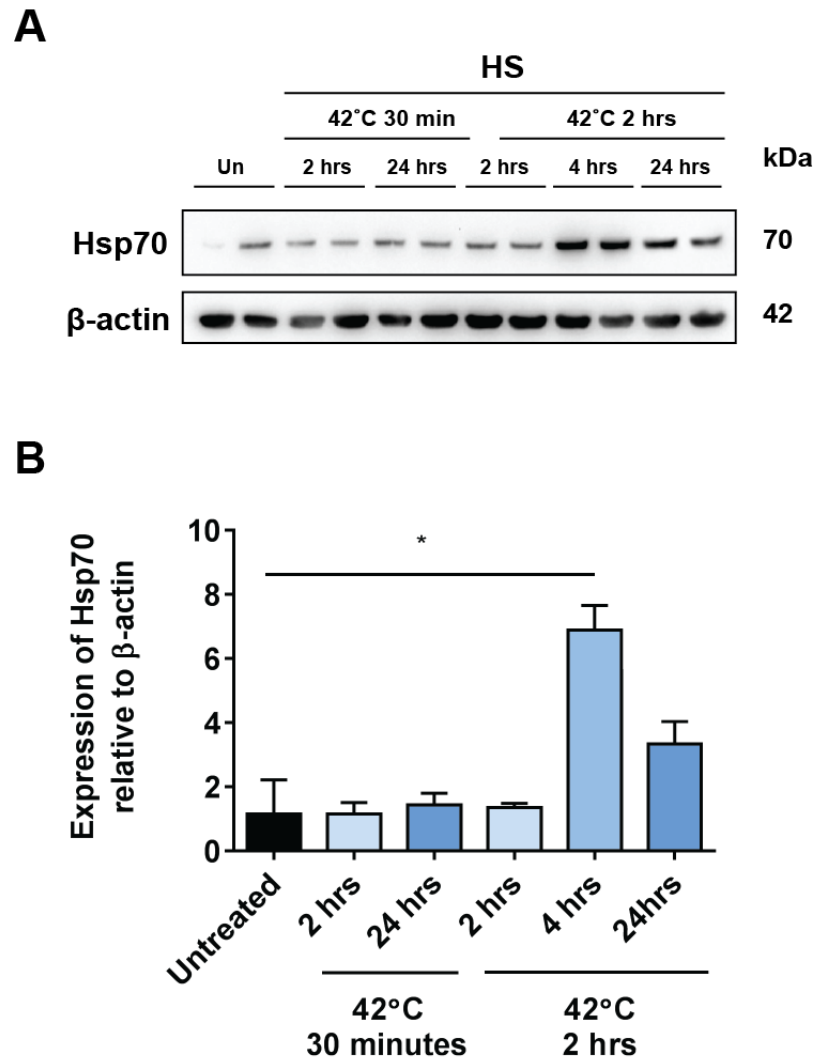 A
HS
42˚C 30 min 42˚C 2 hrs
Un 2 hrs 24 hrs 2 hrs 4 hrs 24 hrs kDa
Hsp70 70
β-actin 42
B
Expression of Hsp70
relative to β-actin
10
8
6
4
2
0
*
Untreated 2 hrs 24 hrs 2 hrs 4 hrs 24hrs
42°C 42°C
30 minutes 2 hrs